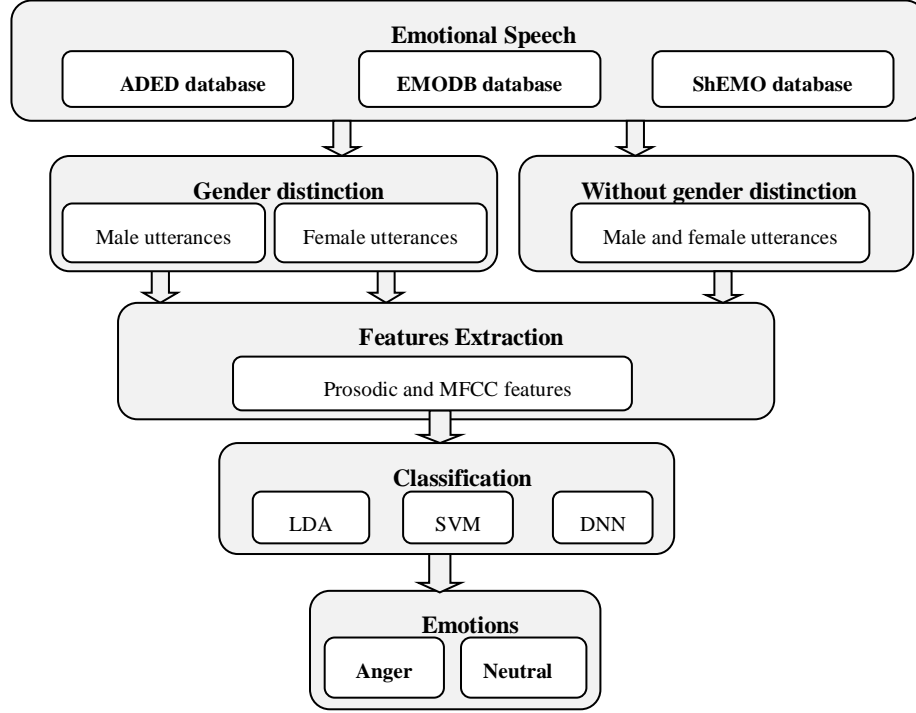 Emotional Speech
ADED database
EMODB database
ShEMO database
Gender distinction
Male utterances
Female utterances
Without gender distinction
Male and female utterances
Features Extraction
Prosodic and MFCC features
Classification
LDA
SVM
DNN
Emotions
Anger
Neutral